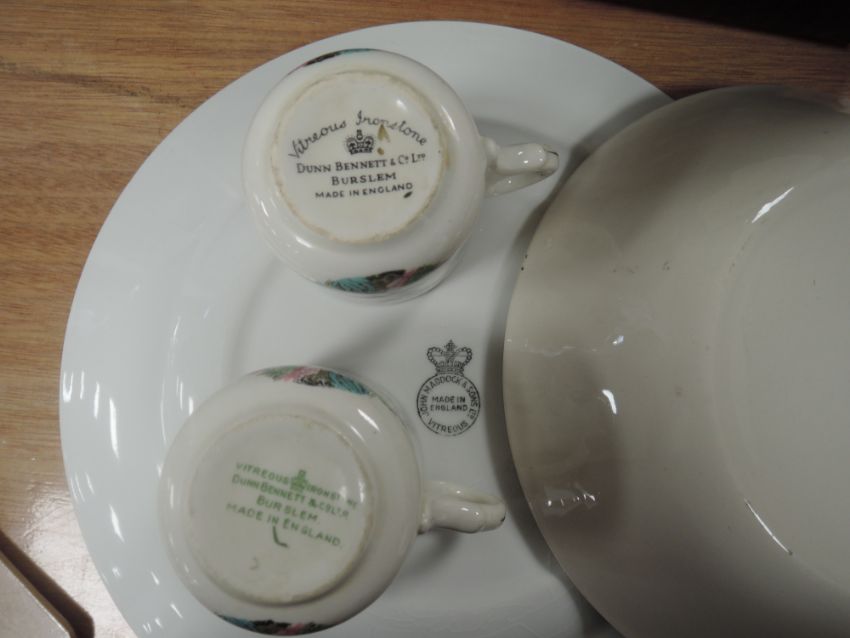 Vitreous Ironstone
DUNN BENNETT & Co LTD
BURSLEM
MADE IN ENGLAND
JOHN MADDOCK & SONS LTD
MADE IN
ENGLAND
VITREOUS
VITREOUS IRONSTONE
DUNN BENNETT & Co LTD
BURSLEM
MADE IN ENGLAND.